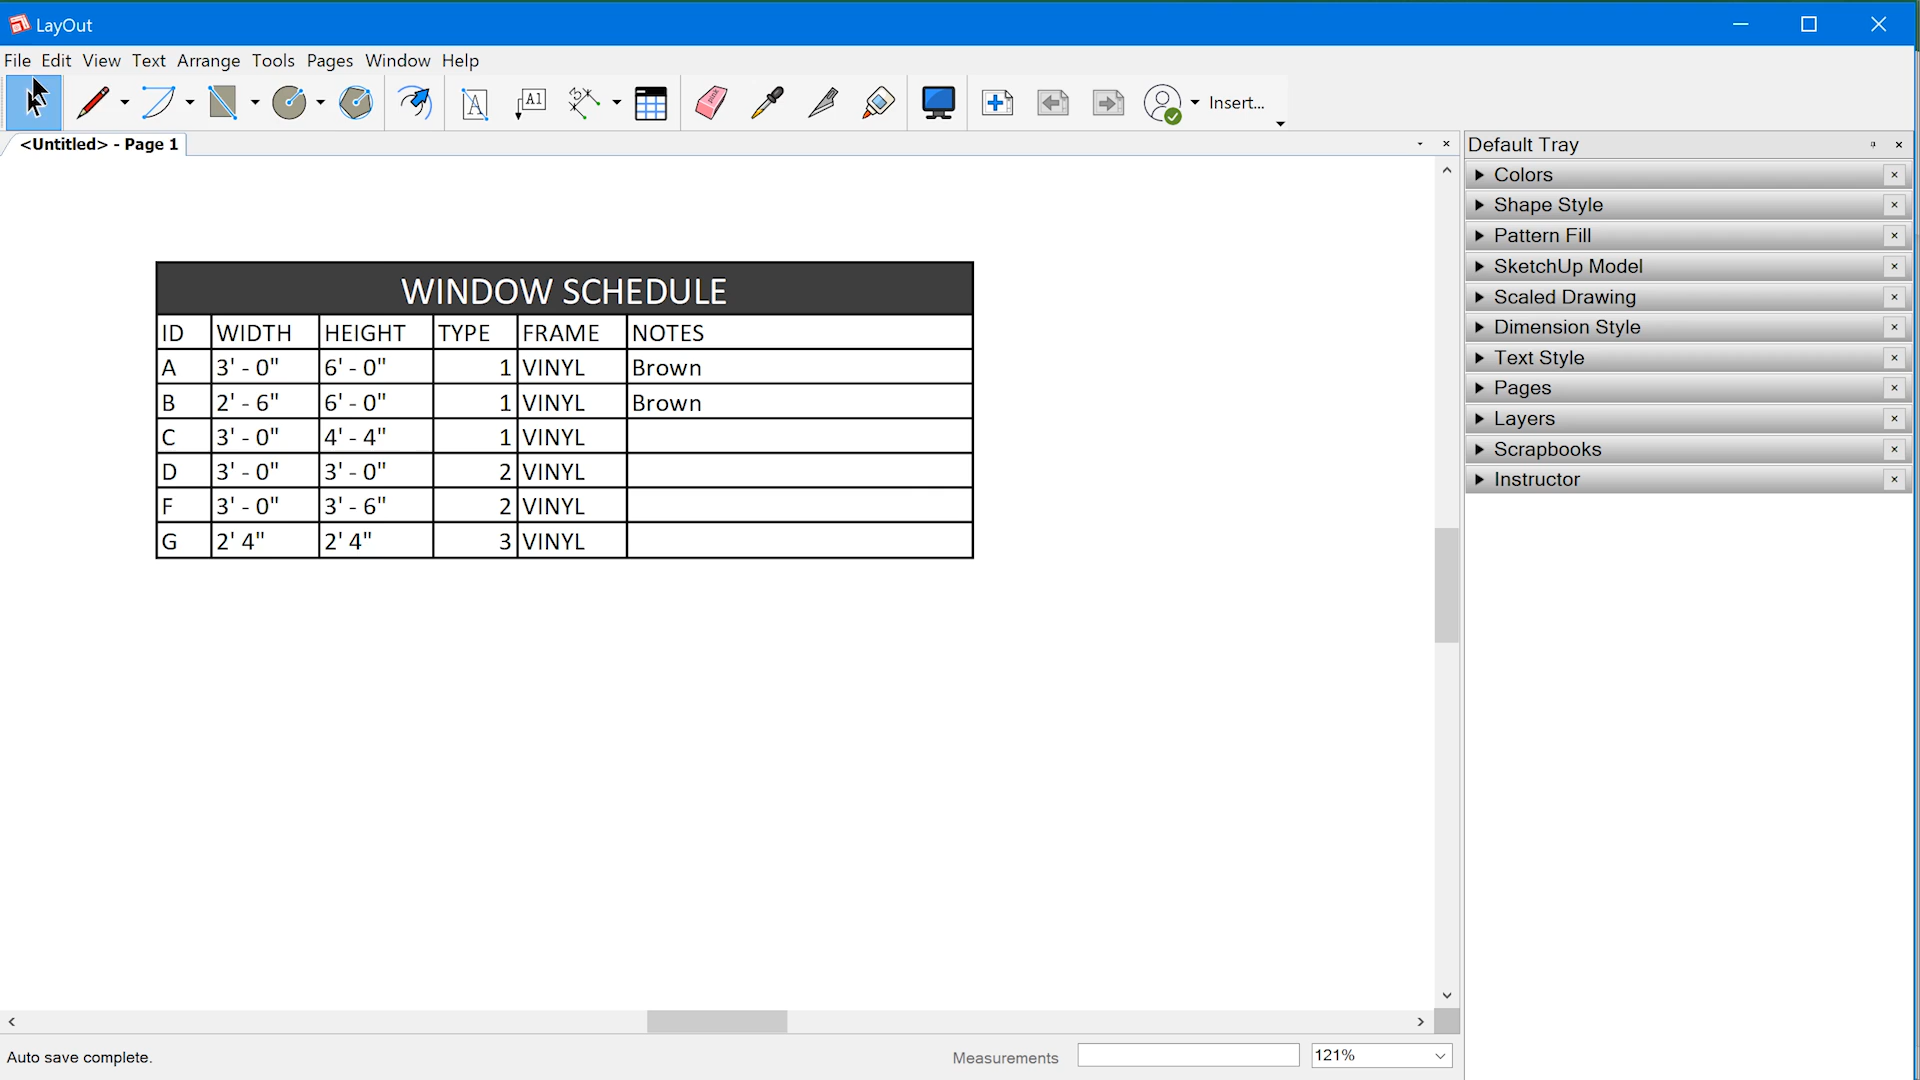 LayOut
File Edit View Text Arrange Tools Pages Window Help
A A1 Insert...
<Untitled> - Page 1
Default Tray
Colors
Shape Style
Pattern Fill
SketchUp Model
Scaled Drawing
Dimension Style
Text Style
Pages
Layers
Scrapbooks
Instructor
WINDOW SCHEDULE
ID WIDTH HEIGHT TYPE FRAME NOTES
A 3' - 0" 6' - 0" 1 VINYL Brown
B 2' - 6" 6' - 0" 1 VINYL Brown
C 3' - 0" 4' - 4" 1 VINYL
D 3' - 0" 3' - 0" 2 VINYL
F 3' - 0" 3' - 6" 2 VINYL
G 2' 4" 2' 4" 3 VINYL
Auto save complete. Measurements 121%